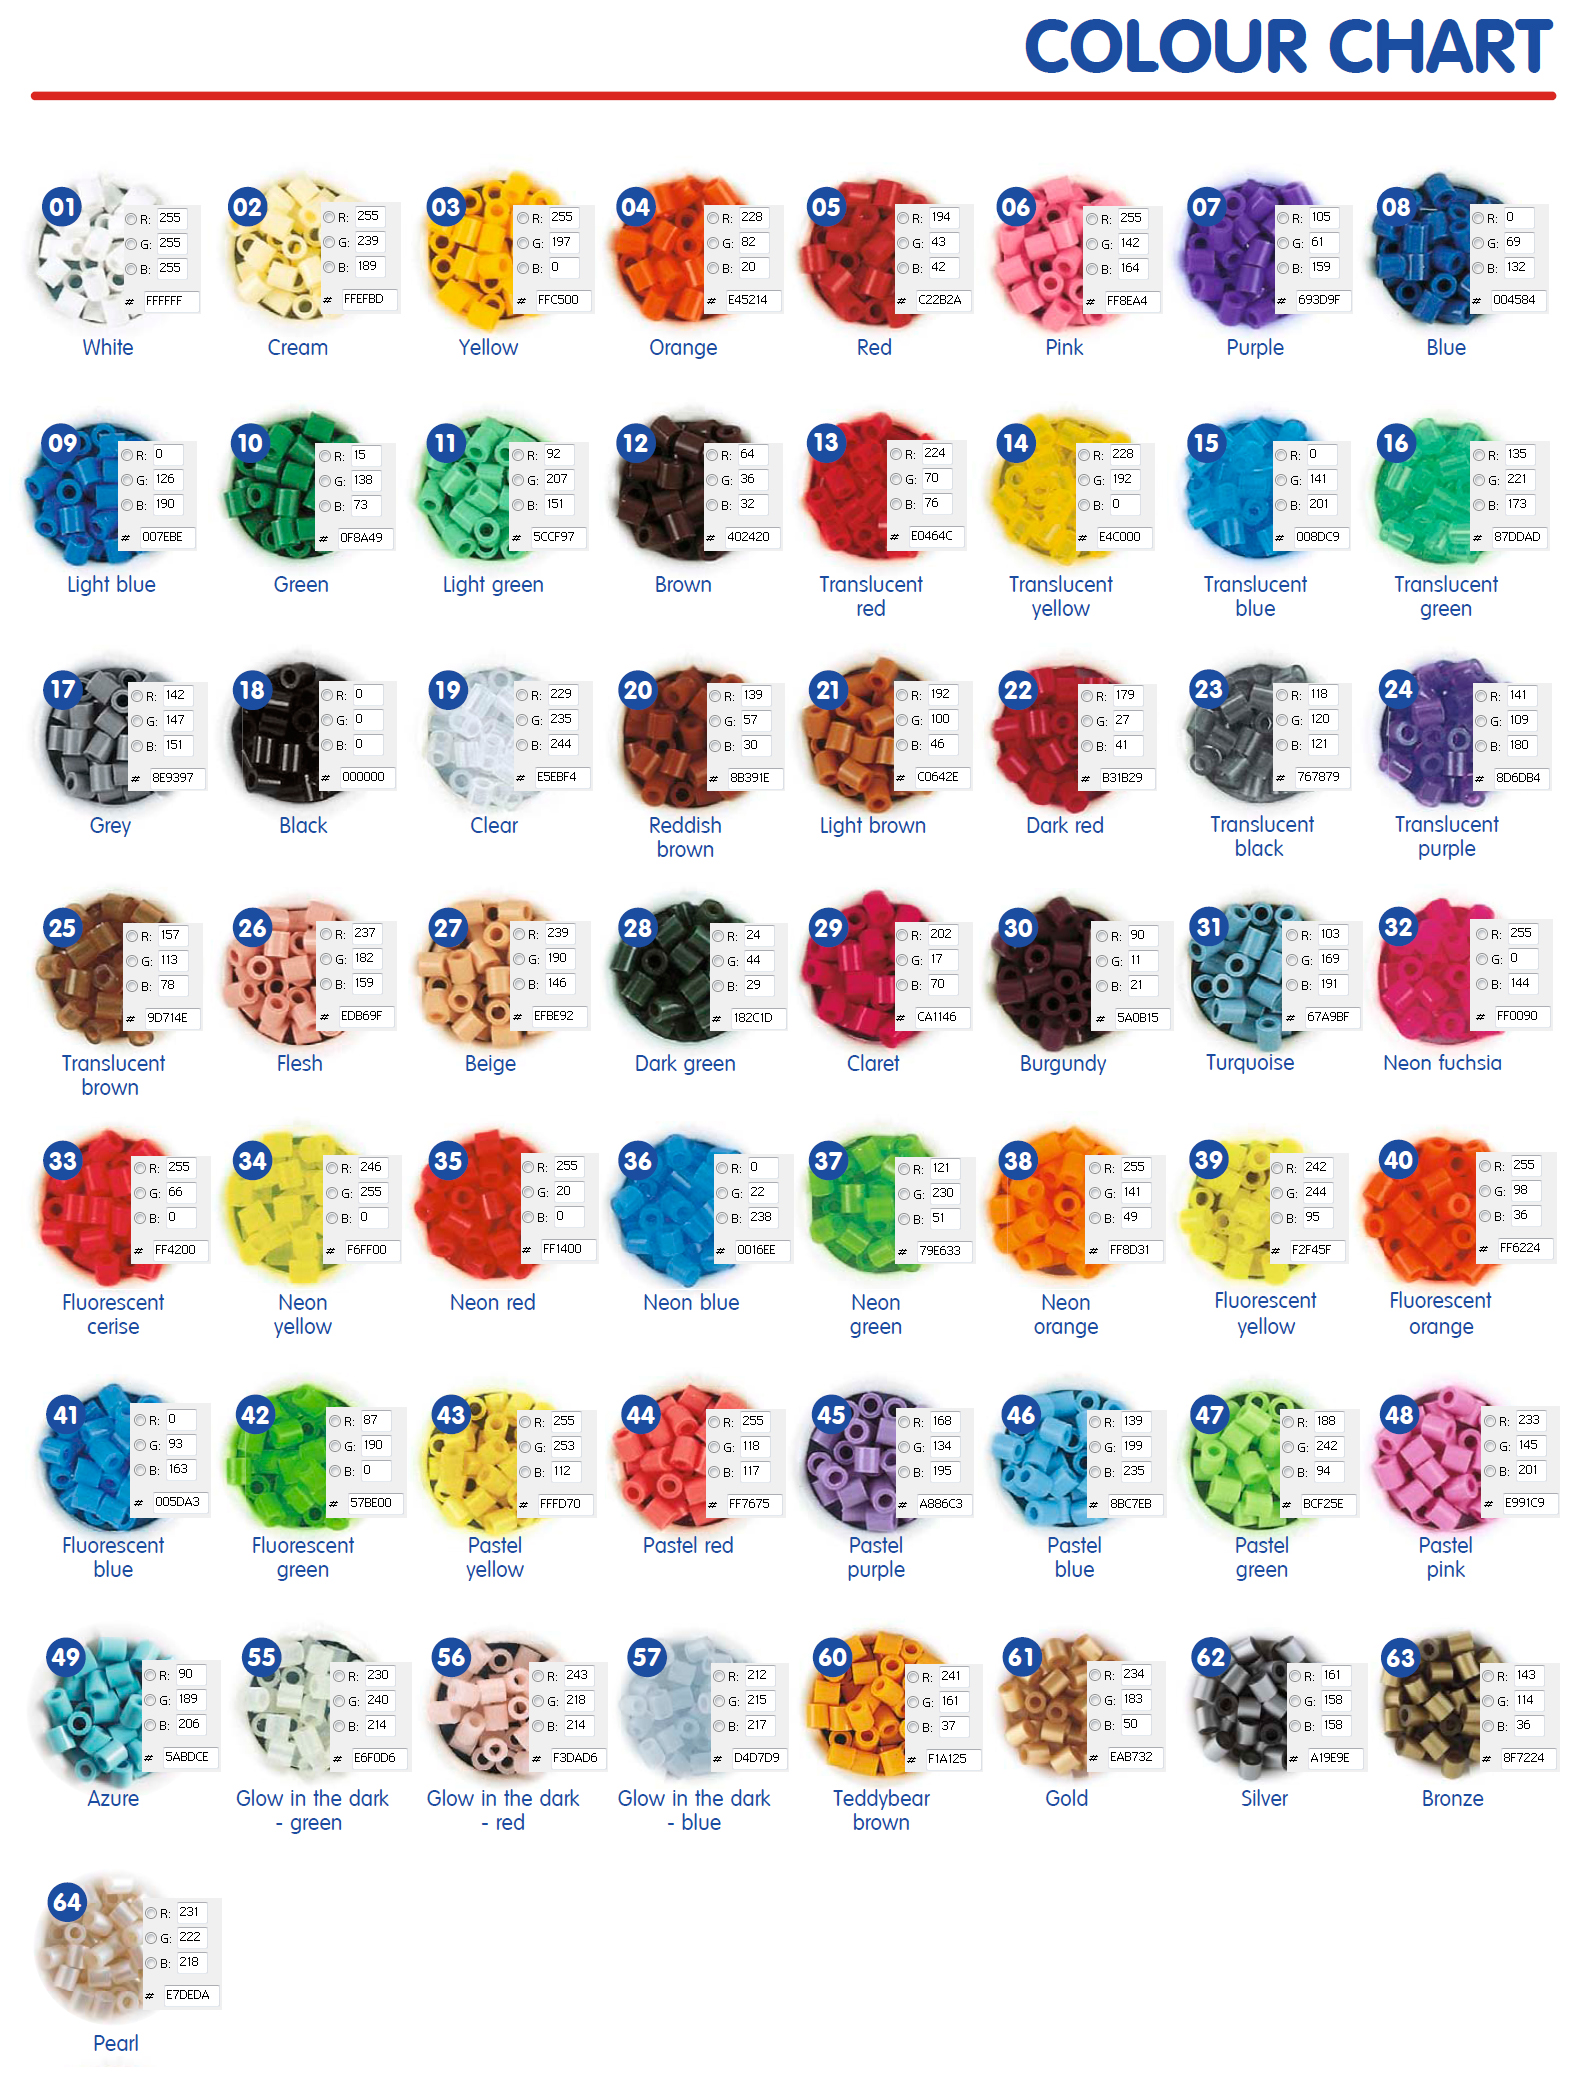 COLOUR CHART
01
R: 255
G: 255
B: 255
# FFFFFF
White
02
R: 255
G: 239
B: 189
# FFEFBD
Cream
03
R: 255
G: 197
B: 0
# FFC500
Yellow
04
R: 228
G: 82
B: 20
# E45214
Orange
05
R: 194
G: 43
B: 42
# C22B2A
Red
06
R: 255
G: 142
B: 164
# FF8EA4
Pink
07
R: 105
G: 61
B: 159
# 693D9F
Purple
08
R: 0
G: 69
B: 132
# 004584
Blue
09
R: 0
G: 126
B: 190
# 007EBE
Light blue
10
R: 15
G: 138
B: 73
# 0F8A49
Green
11
R: 92
G: 207
B: 151
# 5CCF97
Light green
12
R: 64
G: 36
B: 32
# 402420
Brown
13
R: 224
G: 70
B: 76
# E0464C
Translucent
red
14
R: 228
G: 192
B: 0
# E4C000
Translucent
yellow
15
R: 0
G: 141
B: 201
# 008DC9
Translucent
blue
16
R: 135
G: 221
B: 173
# 87DDAD
Translucent
green
17
R: 142
G: 147
B: 151
# 8E9397
Grey
18
R: 0
G: 0
B: 0
# 000000
Black
19
R: 229
G: 235
B: 244
# E5EBF4
Clear
20
R: 139
G: 57
B: 30
# 8B391E
Reddish
brown
21
R: 192
G: 100
B: 46
# C0642E
Light brown
22
R: 179
G: 27
B: 41
# B31B29
Dark red
23
R: 118
G: 120
B: 121
# 767879
Translucent
black
24
R: 141
G: 109
B: 180
# 8D6DB4
Translucent
purple
25
R: 157
G: 113
B: 78
# 9D714E
Translucent
brown
26
R: 237
G: 182
B: 159
# EDB69F
Flesh
27
R: 239
G: 190
B: 146
# EFBE92
Beige
28
R: 24
G: 44
B: 29
# 182C1D
Dark green
29
R: 202
G: 17
B: 70
# CA1146
Claret
30
R: 90
G: 11
B: 21
# 5A0B15
Burgundy
31
R: 103
G: 169
B: 191
# 67A9BF
Turquoise
32
R: 255
G: 0
B: 144
# FF0090
Neon fuchsia
33
R: 255
G: 66
B: 0
# FF4200
Fluorescent
cerise
34
R: 246
G: 255
B: 0
# F6FF00
Neon
yellow
35
R: 255
G: 20
B: 0
# FF1400
Neon red
36
R: 0
G: 22
B: 238
# 0016EE
Neon blue
37
R: 121
G: 230
B: 51
# 79E633
Neon
green
38
R: 255
G: 141
B: 49
# FF8D31
Neon
orange
39
R: 242
G: 244
B: 95
# F2F45F
Fluorescent
yellow
40
R: 255
G: 98
B: 36
# FF6224
Fluorescent
orange
41
R: 0
G: 93
B: 163
# 005DA3
Fluorescent
blue
42
R: 87
G: 190
B: 0
# 57BE00
Fluorescent
green
43
R: 255
G: 253
B: 112
# FFFD70
Pastel
yellow
44
R: 255
G: 118
B: 117
# FF7675
Pastel red
45
R: 168
G: 134
B: 195
# A886C3
Pastel
purple
46
R: 139
G: 199
B: 235
# 8BC7EB
Pastel
blue
47
R: 188
G: 242
B: 94
# BCF25E
Pastel
green
48
R: 233
G: 145
B: 201
# E991C9
Pastel
pink
49
R: 90
G: 189
B: 206
# 5ABDCE
Azure
55
R: 230
G: 240
B: 214
# E6F0D6
Glow in the dark
- green
56
R: 243
G: 218
B: 214
# F3DAD6
Glow in the dark
- red
57
R: 212
G: 215
B: 217
# D4D7D9
Glow in the dark
- blue
60
R: 241
G: 161
B: 37
# F1A125
Teddybear
brown
61
R: 234
G: 183
B: 50
# EAB732
Gold
62
R: 161
G: 158
B: 158
# A19E9E
Silver
63
R: 143
G: 114
B: 36
# 8F7224
Bronze
64
R: 231
G: 222
B: 218
# E7DEDA
Pearl